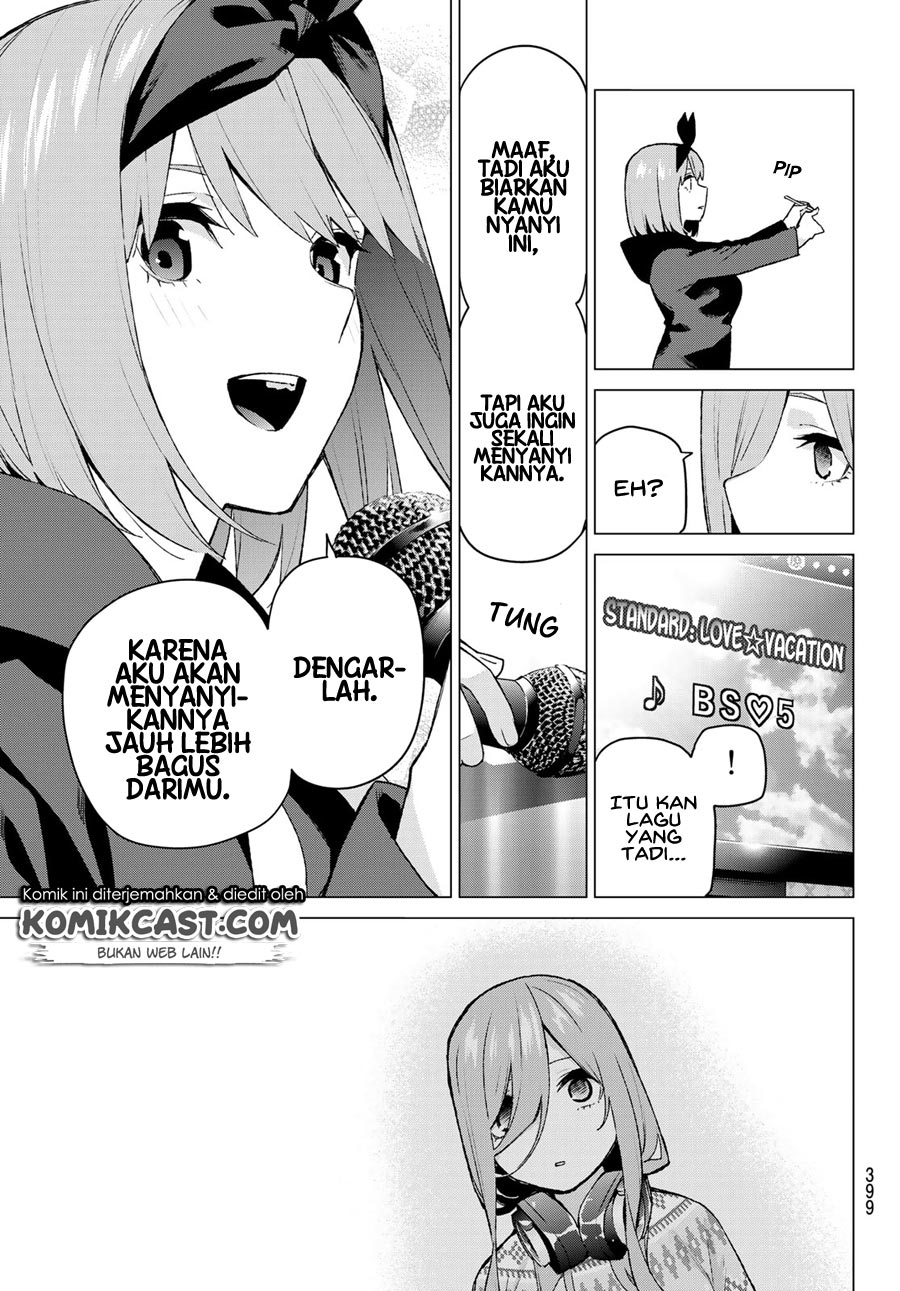 PIP
EH?
STANDARD: LOVE☆VACATION
♪ BS♡5
!
ITU KAN
LAGU
YANG
TADI...
MAAF,
TADI AKU
BIARKAN
KAMU
NYANYI
INI,
TAPI AKU
JUGA INGIN
SEKALI
MENYANYI
KANNYA.
TUNG
DENGAR-
LAH.
KARENA
AKU AKAN
MENYANYI-
KANNYA
JAUH LEBIH
BAGUS
DARIMU.
Komik ini diterjemahkan & diedit oleh
KOMIKCAST.COM
BUKAN WEB LAIN!!
399